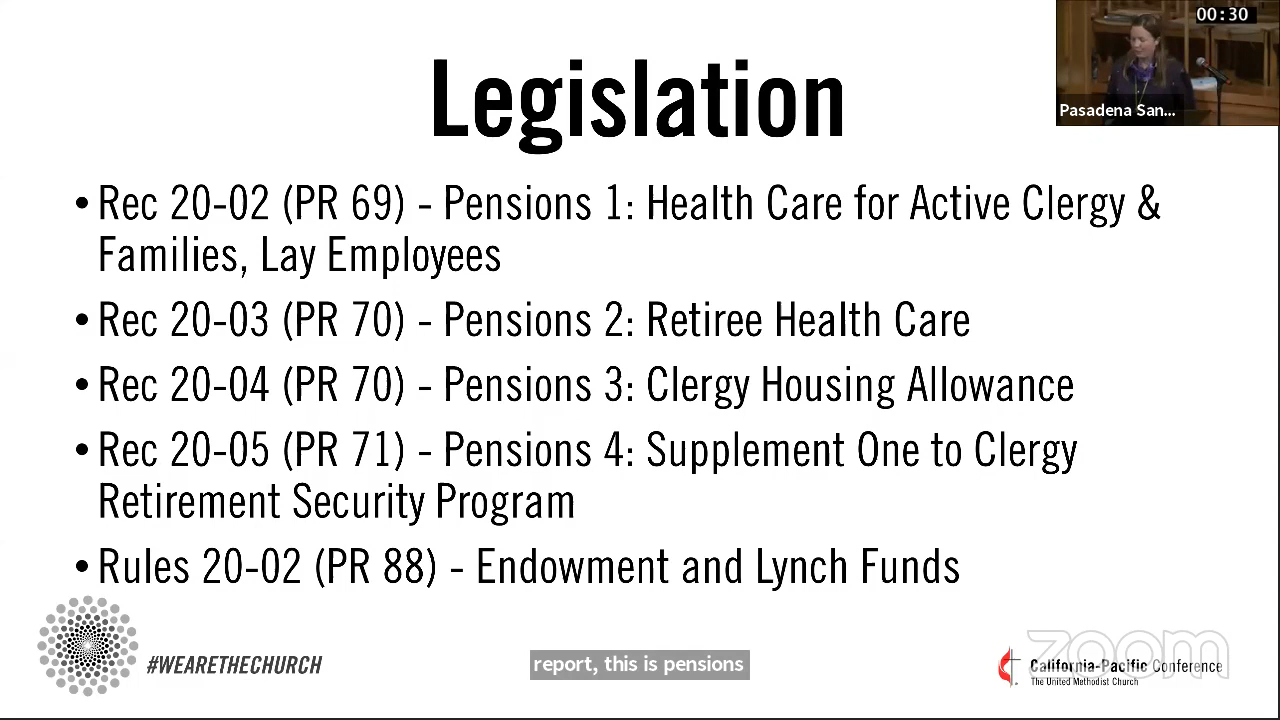 00:30
Pasadena San...
Legislation
• Rec 20-02 (PR 69) - Pensions 1: Health Care for Active Clergy &
Families, Lay Employees
• Rec 20-03 (PR 70) - Pensions 2: Retiree Health Care
• Rec 20-04 (PR 70) - Pensions 3: Clergy Housing Allowance
• Rec 20-05 (PR 71) - Pensions 4: Supplement One to Clergy
Retirement Security Program
• Rules 20-02 (PR 88) - Endowment and Lynch Funds
#WEARETHECHURCH
report, this is pensions
zoom
California-Pacific Conference
The United Methodist Church